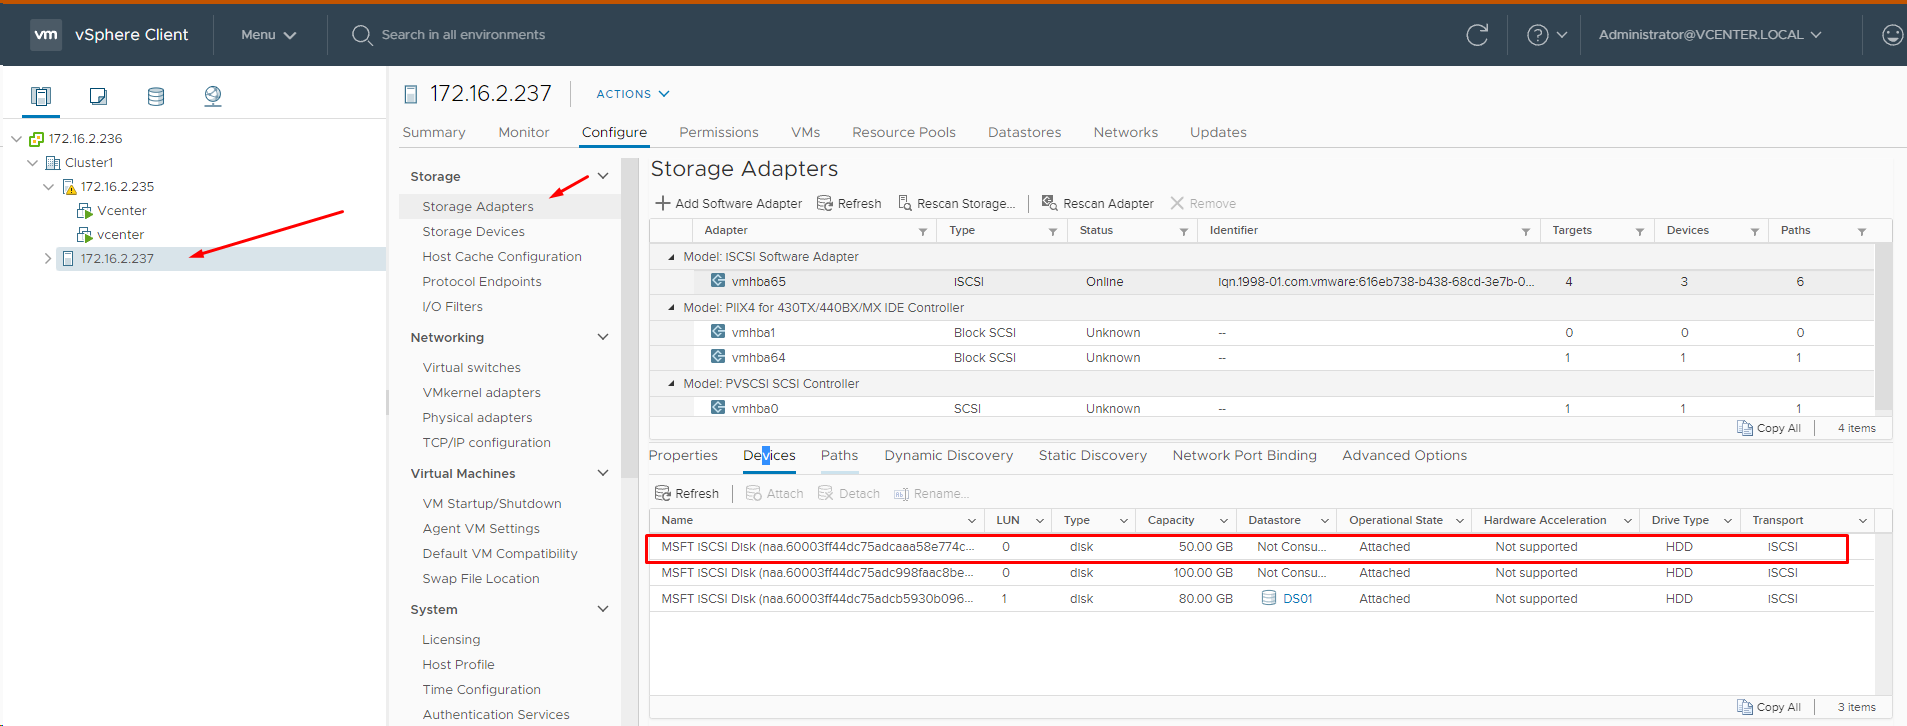 vm vSphere Client Menu Search in all environments Administrator@VCENTER.LOCAL
172.16.2.236
Cluster1
172.16.2.235
Vcenter
vcenter
172.16.2.237
172.16.2.237 ACTIONS
Summary Monitor Configure Permissions VMs Resource Pools Datastores Networks Updates
Storage
Storage Adapters
Storage Devices
Host Cache Configuration
Protocol Endpoints
I/O Filters
Networking
Virtual switches
VMkernel adapters
Physical adapters
TCP/IP configuration
Virtual Machines
VM Startup/Shutdown
Agent VM Settings
Default VM Compatibility
Swap File Location
System
Licensing
Host Profile
Time Configuration
Authentication Services
Storage Adapters
Add Software Adapter Refresh Rescan Storage... Rescan Adapter Remove
Adapter Type Status Identifier Targets Devices Paths
Model: iSCSI Software Adapter
vmhba65 iSCSI Online iqn.1998-01.com.vmware:616eb738-b438-68cd-3e7b-0... 4 3 6
Model: PIIX4 for 430TX/440BX/MX IDE Controller
vmhba1 Block SCSI Unknown -- 0 0 0
vmhba64 Block SCSI Unknown -- 1 1 1
Model: PVSCSI SCSI Controller
vmhba0 SCSI Unknown -- 1 1 1
Copy All 4 items
Properties Devices Paths Dynamic Discovery Static Discovery Network Port Binding Advanced Options
Refresh Attach Detach Rename...
Name LUN Type Capacity Datastore Operational State Hardware Acceleration Drive Type Transport
MSFT iSCSI Disk (naa.60003ff44dc75adcaaa58e774c... 0 disk 50.00 GB Not Consu... Attached Not supported HDD iSCSI
MSFT iSCSI Disk (naa.60003ff44dc75adc998faac8be... 0 disk 100.00 GB Not Consu... Attached Not supported HDD iSCSI
MSFT iSCSI Disk (naa.60003ff44dc75adcb5930b096... 1 disk 80.00 GB DS01 Attached Not supported HDD iSCSI
Copy All 3 items